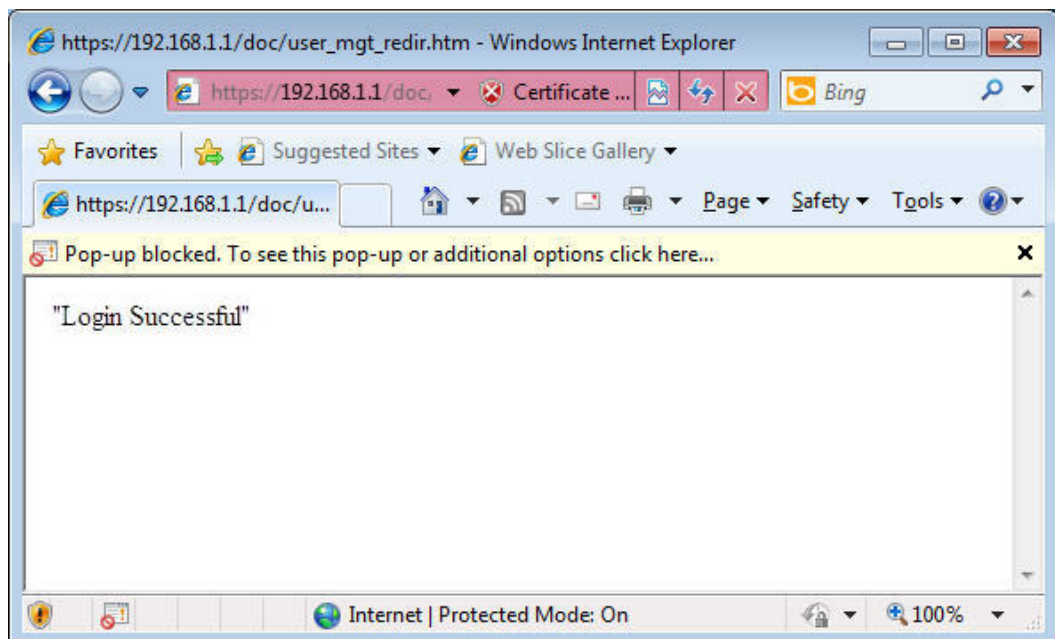 https://192.168.1.1/doc/user_mgt_redir.htm - Windows Internet Explorer
https://192.168.1.1/doc, Certificate ... Bing
Favorites Suggested Sites Web Slice Gallery
https://192.168.1.1/doc/u... Page Safety Tools
Pop-up blocked. To see this pop-up or additional options click here...
"Login Successful"
Internet | Protected Mode: On 100%